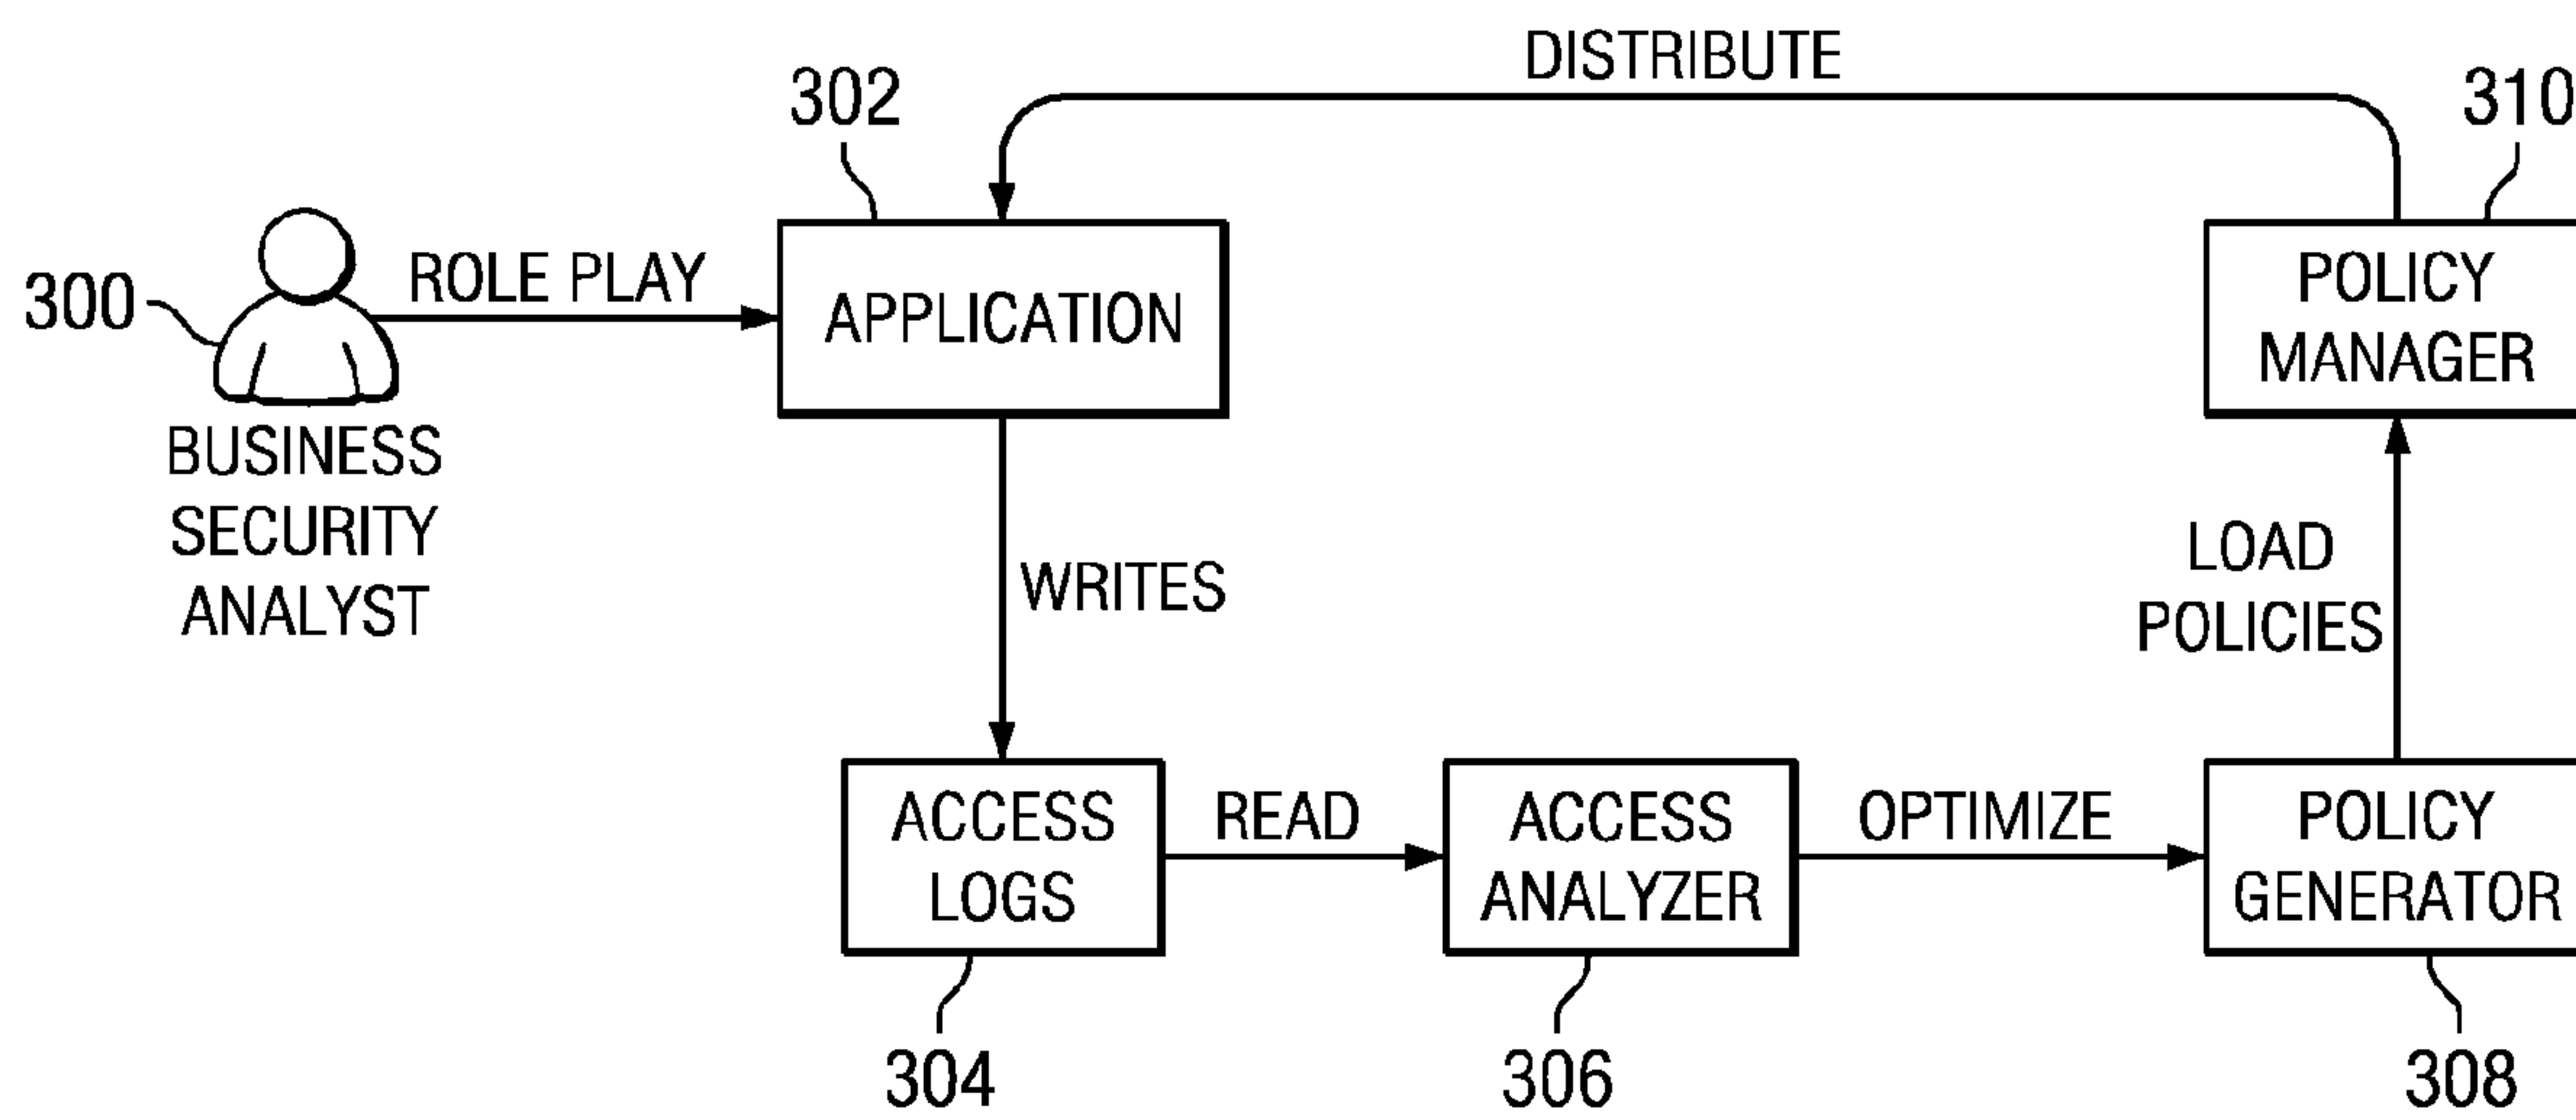 DISTRIBUTE
302
310
300
ROLE PLAY
APPLICATION
POLICY
MANAGER
BUSINESS
SECURITY
ANALYST
WRITES
LOAD
POLICIES
ACCESS
LOGS
READ
ACCESS
ANALYZER
OPTIMIZE
POLICY
GENERATOR
304
306
308